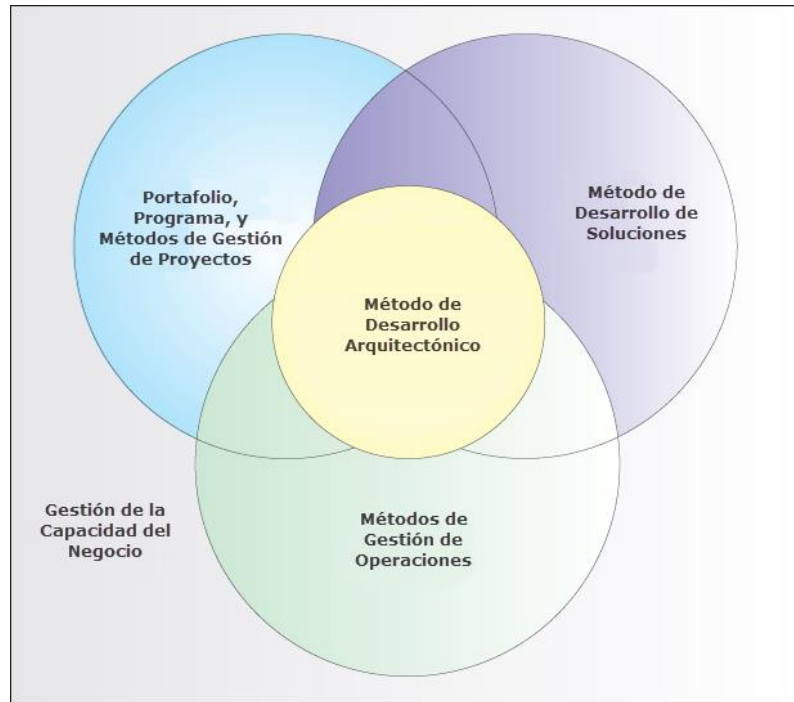 Portafolio,
Programa, y
Métodos de Gestión
de Proyectos
Método de
Desarrollo de
Soluciones
Método de
Desarrollo
Arquitectónico
Gestión de la
Capacidad del
Negocio
Métodos de
Gestión de
Operaciones